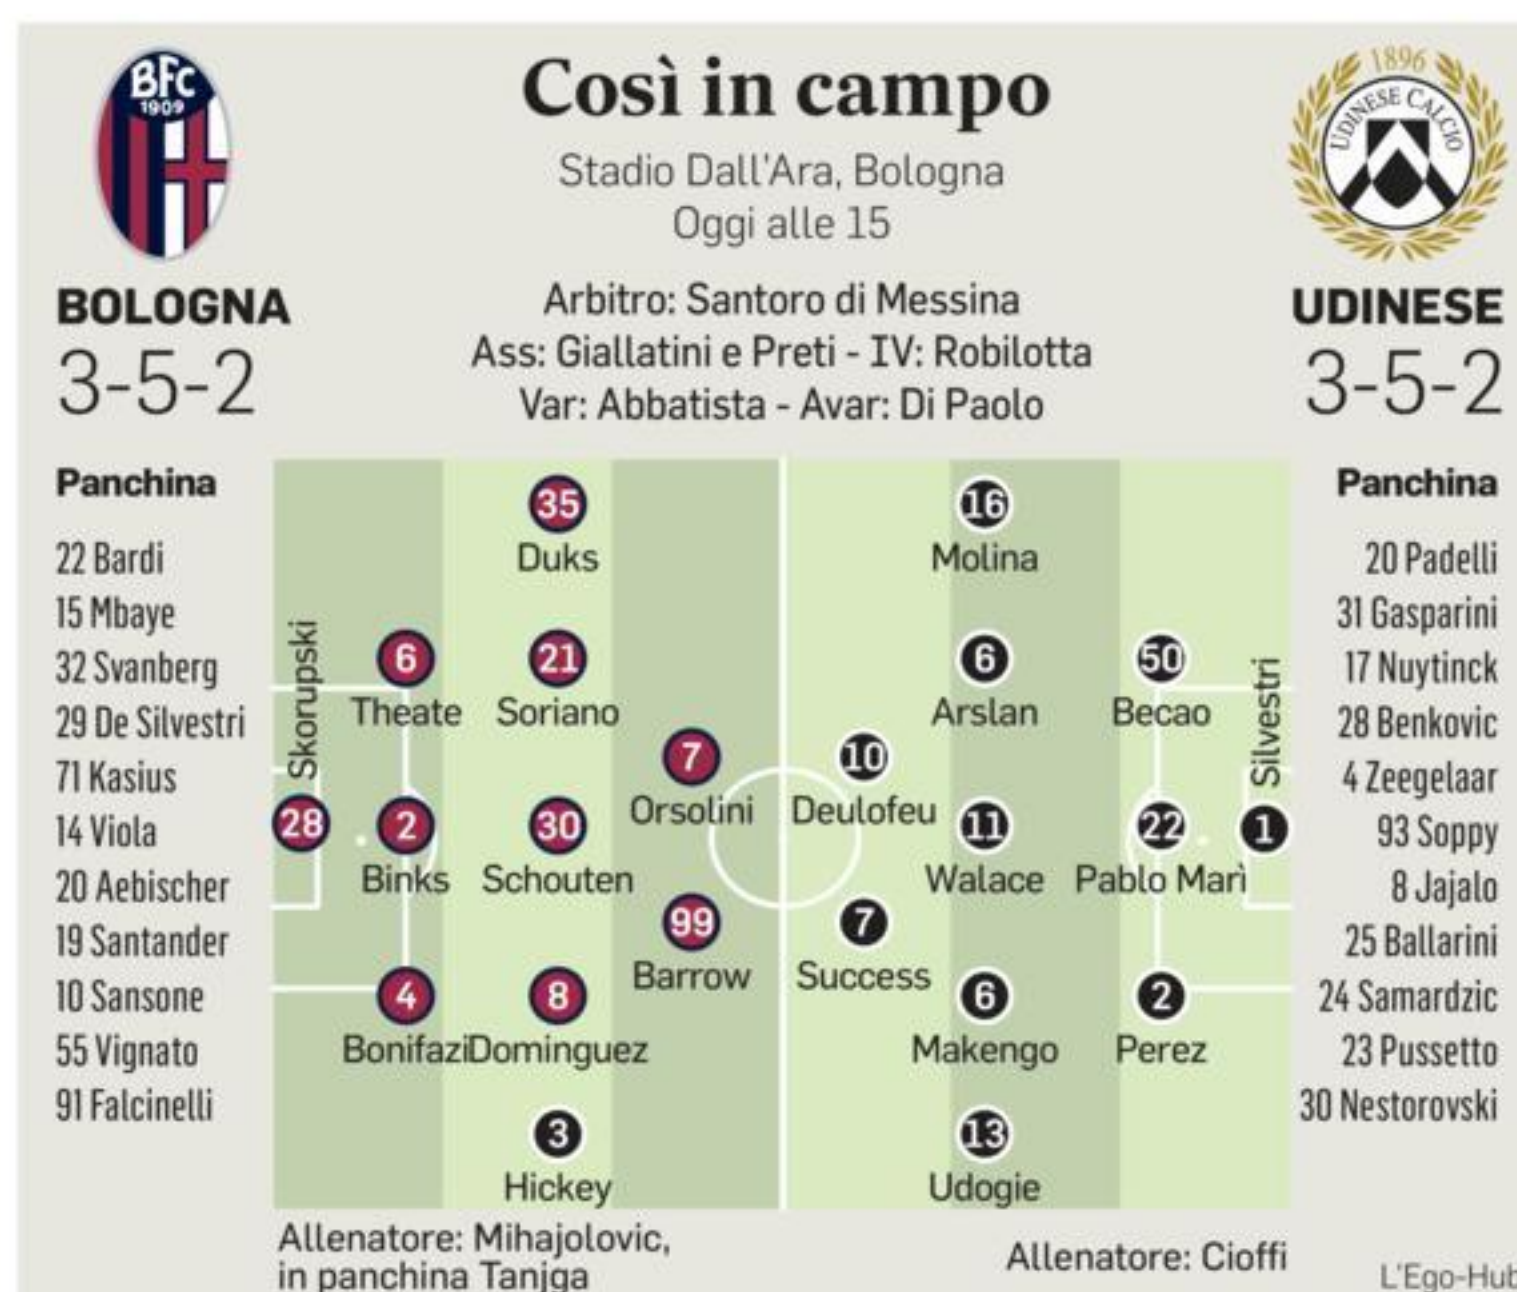 BFC
1909
Così in campo
Stadio Dall'Ara, Bologna
Oggi alle 15
1896
UDINESE CALCIO
BOLOGNA
3-5-2
Arbitro: Santoro di Messina
Ass: Giallatini e Preti - IV: Robilotta
Var: Abbatista - Avar: Di Paolo
UDINESE
3-5-2
Panchina
22 Bardi
15 Mbaye
32 Svanberg
29 De Silvestri
71 Kasius
14 Viola
20 Aebischer
19 Santander
10 Sansone
55 Vignato
91 Falcinelli
28
Skorupski
6
Theate
2
Binks
4
Bonifazi
35
Duks
21
Soriano
30
Schouten
8
Dominguez
3
Hickey
7
Orsolini
99
Barrow
10
Deulofeu
7
Success
16
Molina
6
Arslan
11
Walace
6
Makengo
13
Udogie
50
Becao
22
Pablo Marì
2
Perez
1
Silvestri
Panchina
20 Padelli
31 Gasparini
17 Nuytinck
28 Benkovic
4 Zeegelaar
93 Soppy
8 Jajalo
25 Ballarini
24 Samardzic
23 Pussetto
30 Nestorovski
Allenatore: Mihajolovic,
in panchina Tanjga
Allenatore: Cioffi
L'Ego-Hub